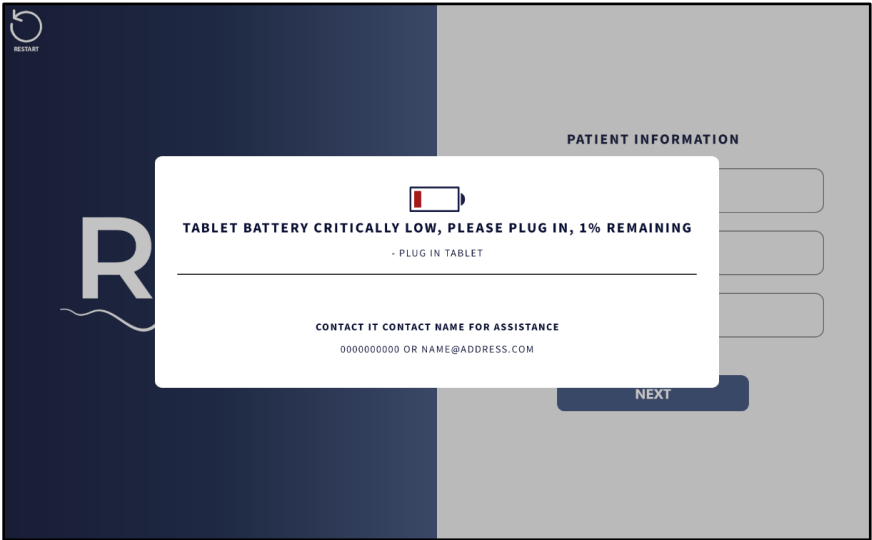 RESTART
PATIENT INFORMATION
TABLET BATTERY CRITICALLY LOW, PLEASE PLUG IN, 1% REMAINING
- PLUG IN TABLET
R
CONTACT IT CONTACT NAME FOR ASSISTANCE
0000000000 OR NAME@ADDRESS.COM
NEXT